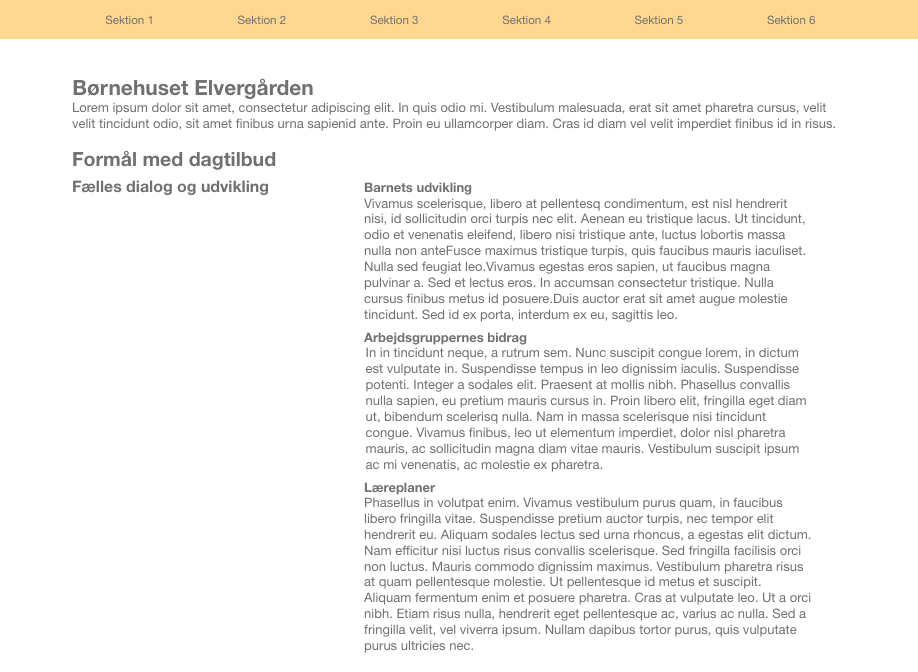 Sektion 1 Sektion 2 Sektion 3 Sektion 4 Sektion 5 Sektion 6
Børnehuset Elvergården
Lorem ipsum dolor sit amet, consectetur adipiscing elit. In quis odio mi. Vestibulum malesuada, erat sit amet pharetra cursus, velit
velit tincidunt odio, sit amet finibus urna sapienid ante. Proin eu ullamcorper diam. Cras id diam vel velit imperdiet finibus id in risus.
Formål med dagtilbud
Fælles dialog og udvikling
Barnets udvikling
Vivamus scelerisque, libero at pellentesq condimentum, est nisl hendrerit
nisi, id sollicitudin orci turpis nec elit. Aenean eu tristique lacus. Ut tincidunt,
odio et venenatis eleifend, libero nisi tristique ante, luctus lobortis massa
nulla non anteFusce maximus tristique turpis, quis faucibus mauris iaculiset.
Nulla sed feugiat leo.Vivamus egestas eros sapien, ut faucibus magna
pulvinar a. Sed et lectus eros. In accumsan consectetur tristique. Nulla
cursus finibus metus id posuere.Duis auctor erat sit amet augue molestie
tincidunt. Sed id ex porta, interdum ex eu, sagittis leo.
Arbejdsgruppernes bidrag
In in tincidunt neque, a rutrum sem. Nunc suscipit congue lorem, in dictum
est vulputate in. Suspendisse tempus in leo dignissim iaculis. Suspendisse
potenti. Integer a sodales elit. Praesent at mollis nibh. Phasellus convallis
nulla sapien, eu pretium mauris cursus in. Proin libero elit, fringilla eget diam
ut, bibendum scelerisq nulla. Nam in massa scelerisque nisi tincidunt
congue. Vivamus finibus, leo ut elementum imperdiet, dolor nisl pharetra
mauris, ac sollicitudin magna diam vitae mauris. Vestibulum suscipit ipsum
ac mi venenatis, ac molestie ex pharetra.
Læreplaner
Phasellus in volutpat enim. Vivamus vestibulum purus quam, in faucibus
libero fringilla vitae. Suspendisse pretium auctor turpis, nec tempor elit
hendrerit eu. Aliquam sodales lectus sed urna rhoncus, a egestas elit dictum.
Nam efficitur nisi luctus risus convallis scelerisque. Sed fringilla facilisis orci
non luctus. Mauris commodo dignissim maximus. Vestibulum pharetra risus
at quam pellentesque molestie. Ut pellentesque id metus et suscipit.
Aliquam fermentum enim et posuere pharetra. Cras at vulputate leo. Ut a orci
nibh. Etiam risus nulla, hendrerit eget pellentesque ac, varius ac nulla. Sed a
fringilla velit, vel viverra ipsum. Nullam dapibus tortor purus, quis vulputate
purus ultricies nec.